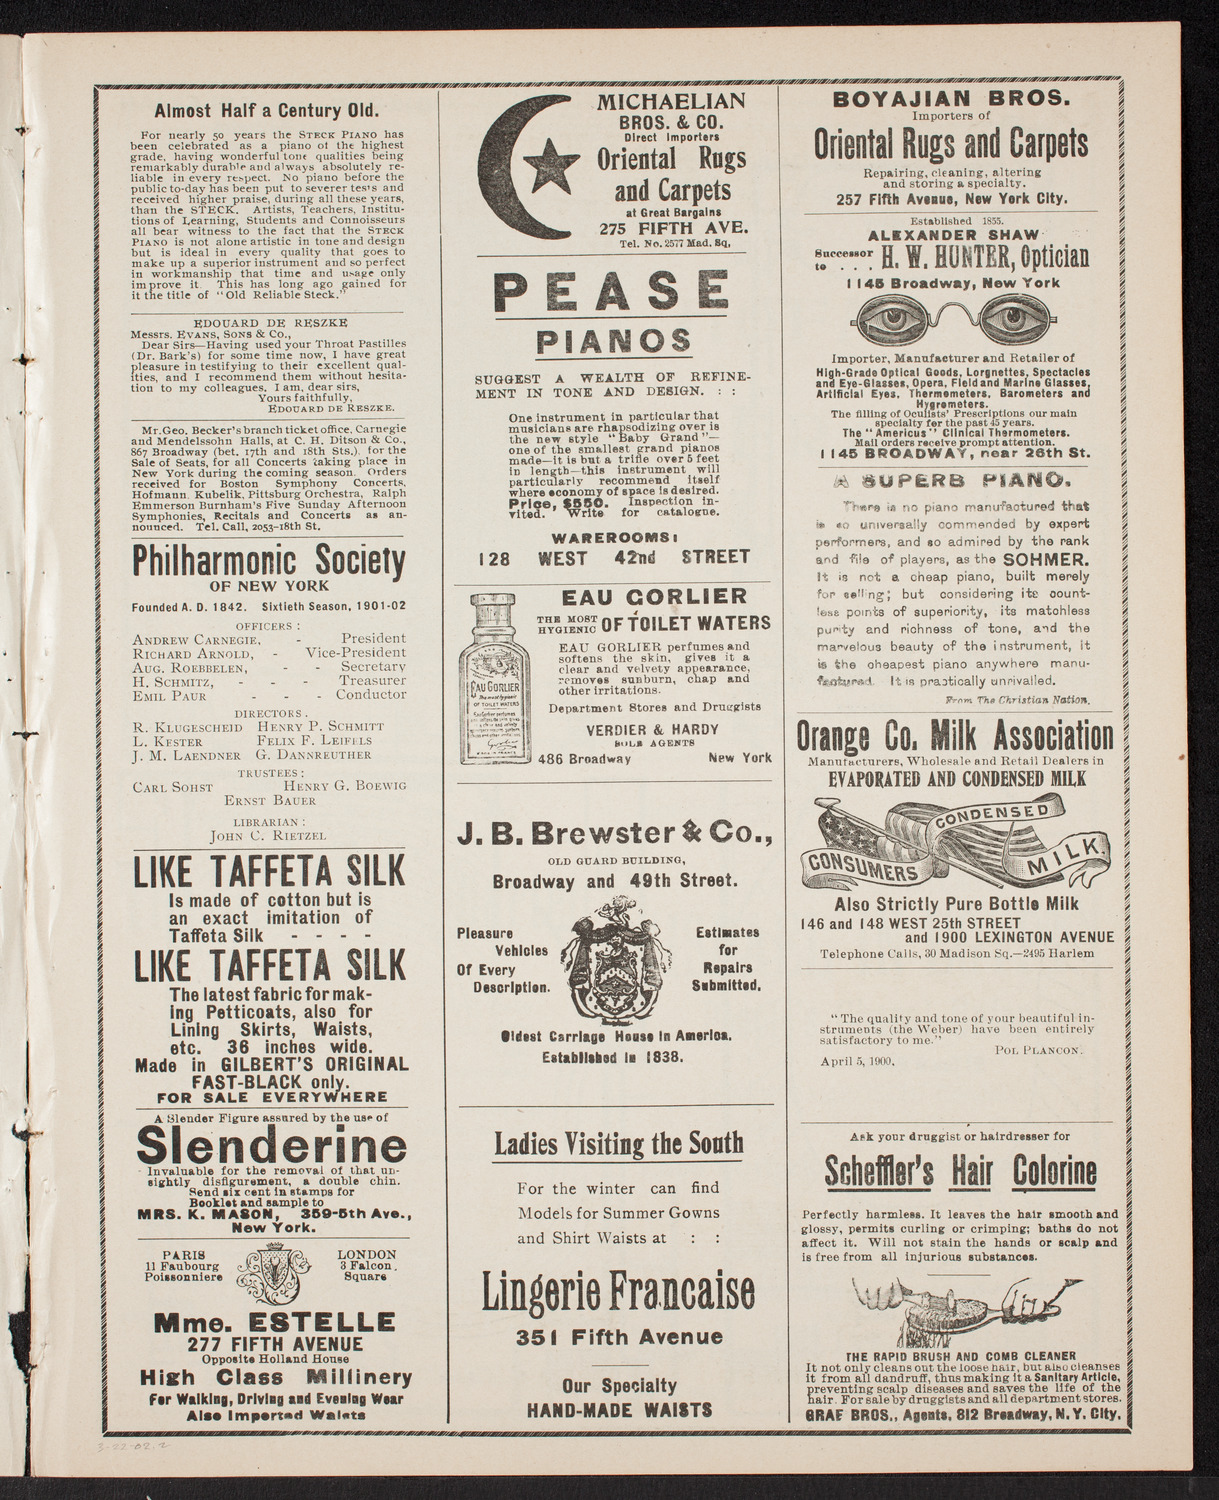 Almost Half a Century Old.
For nearly 50 years the STECK PIANO has
been celebrated as a piano of the highest
grade, having wonderful tone qualities being
remarkably durable and always absolutely re-
liable in every respect. No piano before the
public to-day has been put to severer tests and
received higher praise, during all these years,
than the STECK. Artists, Teachers, Institu-
tions of Learning, Students and Connoisseurs
all bear witness to the fact that the STECK
PIANO is not alone artistic in tone and design
but is ideal in every quality that goes to
make up a superior instrument and so perfect
in workmanship that time and usage only
improve it. This has long ago gained for
it the title of "Old Reliable Steck."
EDOUARD DE RESZKE
Messrs. EVANS, SONS & CO.,
Dear Sirs—Having used your Throat Pastilles
(Dr. Bark's) for some time now, I have great
pleasure in testifying to their excellent qual-
ities, and I recommend them without hesita-
tion to my colleagues. I am, dear sirs,
Yours faithfully,
EDOUARD DE RESZKE.
Mr. Geo. Becker's branch ticket office, Carnegie
and Mendelssohn Halls, at C. H. Ditson & Co.,
867 Broadway (bet. 17th and 18th Sts.), for the
Sale of Seats, for all Concerts taking place in
New York during the coming season. Orders
received for Boston Symphony Concerts,
Hofmann, Kubelik, Pittsburg Orchestra, Ralph
Emmerson Burnham's Five Sunday Afternoon
Symphonies, Recitals and Concerts as an-
nounced. Tel. Call, 2053-18th St.
Philharmonic Society
OF NEW YORK
Founded A. D. 1842. Sixtieth Season, 1901-02
OFFICERS:
ANDREW CARNEGIE, - President
RICHARD ARNOLD, - Vice-President
AUG. ROEBBELEN, - - Secretary
H. SCHMITZ, - - - Treasurer
EMIL PAUR - - - Conductor
DIRECTORS.
R. KLUGESCHEID HENRY P. SCHMITT
L. KESTER FELIX F. LEIFELS
J. M. LAENDNER G. DANNREUTHER
TRUSTEES:
CARL SOHST HENRY G. BOEWIG
ERNST BAUER
LIBRARIAN:
JOHN C. RIETZEL
LIKE TAFFETA SILK
Is made of cotton but is
an exact imitation of
Taffeta Silk - - - -
LIKE TAFFETA SILK
The latest fabric for mak-
ing Petticoats, also for
Lining Skirts, Waists,
etc. 36 inches wide.
Made in GILBERT'S ORIGINAL
FAST-BLACK only.
FOR SALE EVERYWHERE
A Slender Figure assured by the use of
Slenderine
Invaluable for the removal of that un-
sightly disfigurement, a double chin.
Send six cent in stamps for
Booklet and sample to
MRS. K. MASON, 359-5th Ave.,
New York.
PARIS
11 Faubourg
Poissonniere
LONDON
3 Falcon
Square
Mme. ESTELLE
277 FIFTH AVENUE
Opposite Holland House
High Class Millinery
For Walking, Driving and Evening Wear
Also Imported Waists
3-22-02.2
MICHAELIAN
BROS. & CO.
Direct Importers
Oriental Rugs
and Carpets
at Great Bargains
275 FIFTH AVE.
Tel. No. 2577 Mad. Sq.
PEASE
PIANOS
SUGGEST A WEALTH OF REFINE-
MENT IN TONE AND DESIGN. : :
One instrument in particular that
musicians are rhapsodizing over is
the new style "Baby Grand"—
one of the smallest grand pianos
made—it is but a trifle over 5 feet
in length—this instrument will
particularly recommend itself
where economy of space is desired.
Price, $550. Inspection in-
vited. Write for catalogue.
WAREROOMS:
128 WEST 42nd STREET
EAU GORLIER
THE MOST
HYGIENIC OF TOILET WATERS
EAU GORLIER perfumes and
softens the skin, gives it a
clear and velvety appearance,
removes sunburn, chap and
other irritations.
Department Stores and Druggists
VERDIER & HARDY
SOLE AGENTS
486 Broadway New York
EAU GORLIER
The most hygienic
OF TOILET WATERS
J. B. Brewster & Co.,
OLD GUARD BUILDING,
Broadway and 49th Street.
Pleasure
Vehicles
Of Every
Description.
Estimates
for
Repairs
Submitted.
Oldest Carriage House in America.
Established in 1838.
Ladies Visiting the South
For the winter can find
Models for Summer Gowns
and Shirt Waists at : :
Lingerie Francaise
351 Fifth Avenue
Our Specialty
HAND-MADE WAISTS
BOYAJIAN BROS.
Importers of
Oriental Rugs and Carpets
Repairing, cleaning, altering
and storing a specialty.
257 Fifth Avenue, New York City.
Established 1855.
ALEXANDER SHAW
Successor
to . . . H. W. HUNTER, Optician
1145 Broadway, New York
Importer, Manufacturer and Retailer of
High-Grade Optical Goods, Lorgnettes, Spectacles
and Eye-Glasses, Opera, Field and Marine Glasses,
Artificial Eyes, Thermometers, Barometers and
Hygrometers.
The filling of Oculists' Prescriptions our main
specialty for the past 45 years.
The "Americus" Clinical Thermometers.
Mail orders receive prompt attention.
1145 BROADWAY, near 26th St.
A SUPERB PIANO.
There is no piano manufactured that
is so universally commended by expert
performers, and so admired by the rank
and file of players, as the SOHMER.
It is not a cheap piano, built merely
for selling; but considering its count-
less points of superiority, its matchless
purity and richness of tone, and the
marvelous beauty of the instrument, it
is the cheapest piano anywhere manu-
factured. It is practically unrivalled.
From The Christian Nation.
Orange Co. Milk Association
Manufacturers, Wholesale and Retail Dealers in
EVAPORATED AND CONDENSED MILK
CONSUMERS CONDENSED MILK.
Also Strictly Pure Bottle Milk
146 and 148 WEST 25th STREET
and 1900 LEXINGTON AVENUE
Telephone Calls, 30 Madison Sq.—2495 Harlem
"The quality and tone of your beautiful in-
struments (the Weber) have been entirely
satisfactory to me."
POL PLANCON.
April 5, 1900.
Ask your druggist or hairdresser for
Scheffler's Hair Colorine
Perfectly harmless. It leaves the hair smooth and
glossy, permits curling or crimping; baths do not
affect it. Will not stain the hands or scalp and
is free from all injurious substances.
THE RAPID BRUSH AND COMB CLEANER
It not only cleans out the loose hair, but also cleanses
it from all dandruff, thus making it a Sanitary Article,
preventing scalp diseases and saves the life of the
hair. For sale by druggists and all department stores.
GRAF BROS., Agents, 812 Broadway, N. Y. City.